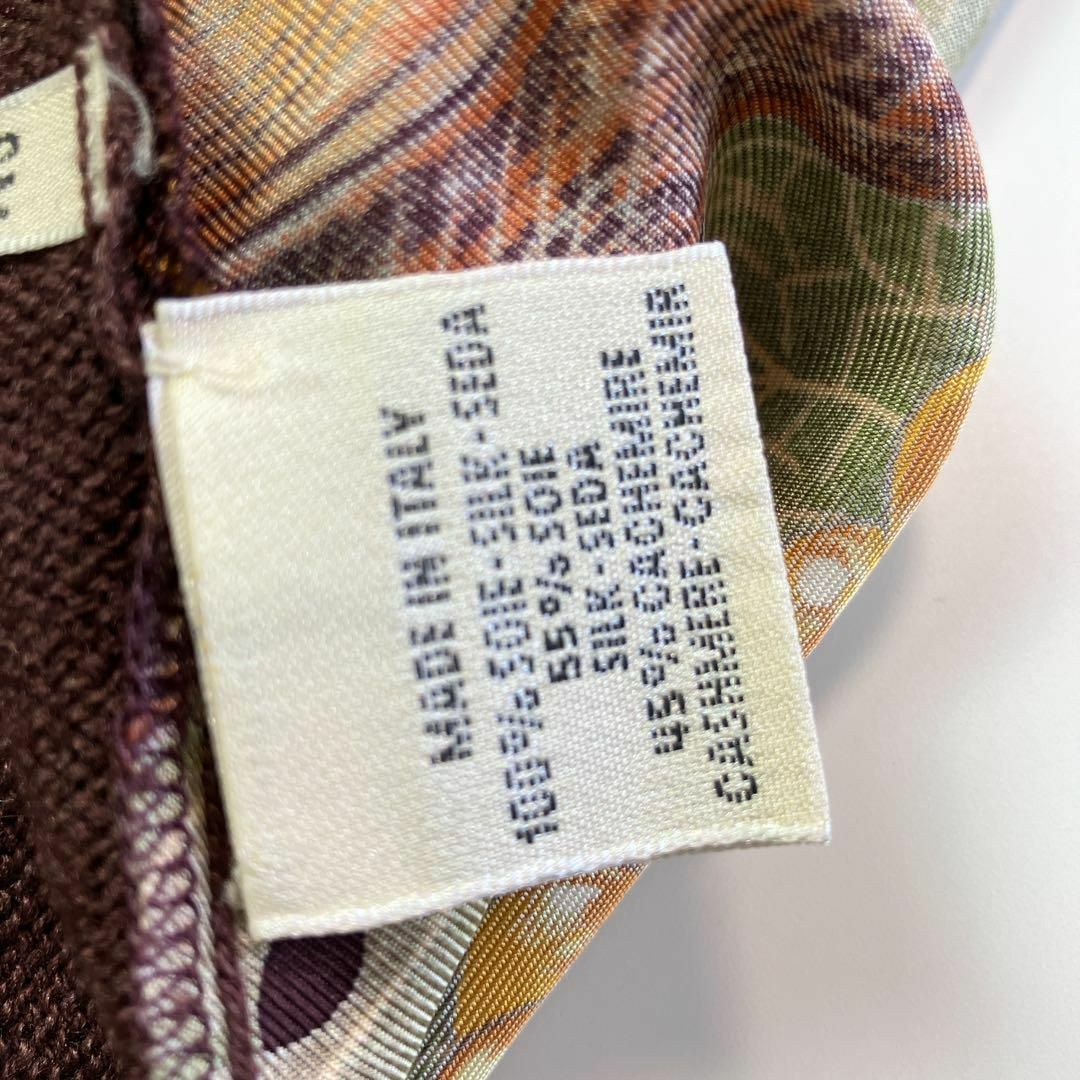 MADE IN ITALY
100% SOIE-SILK-SEDA
55% SOIE
SILK-SEDA
45% CACHEMIRE
CASHMERE-CACHEMIR